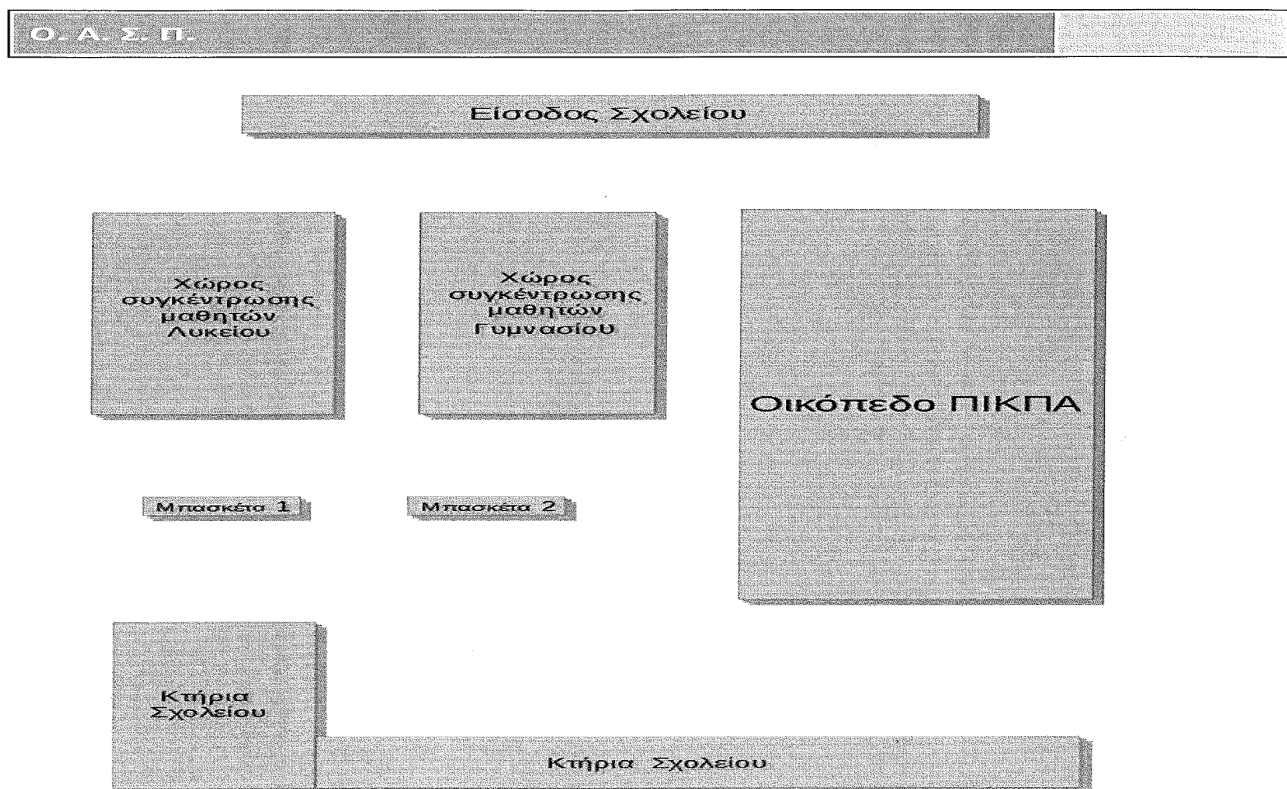 Ο. Α. Σ. Π.
Είσοδος Σχολείου
Χώρος
συγκέντρωσης
μαθητών
Λυκείου
Χώρος
συγκέντρωσης
μαθητών
Γυμνασίου
Οικόπεδο ΠΙΚΠΑ
Μπασκέτα 1
Μπασκέτα 2
Κτήρια
Σχολείου
Κτήρια Σχολείου